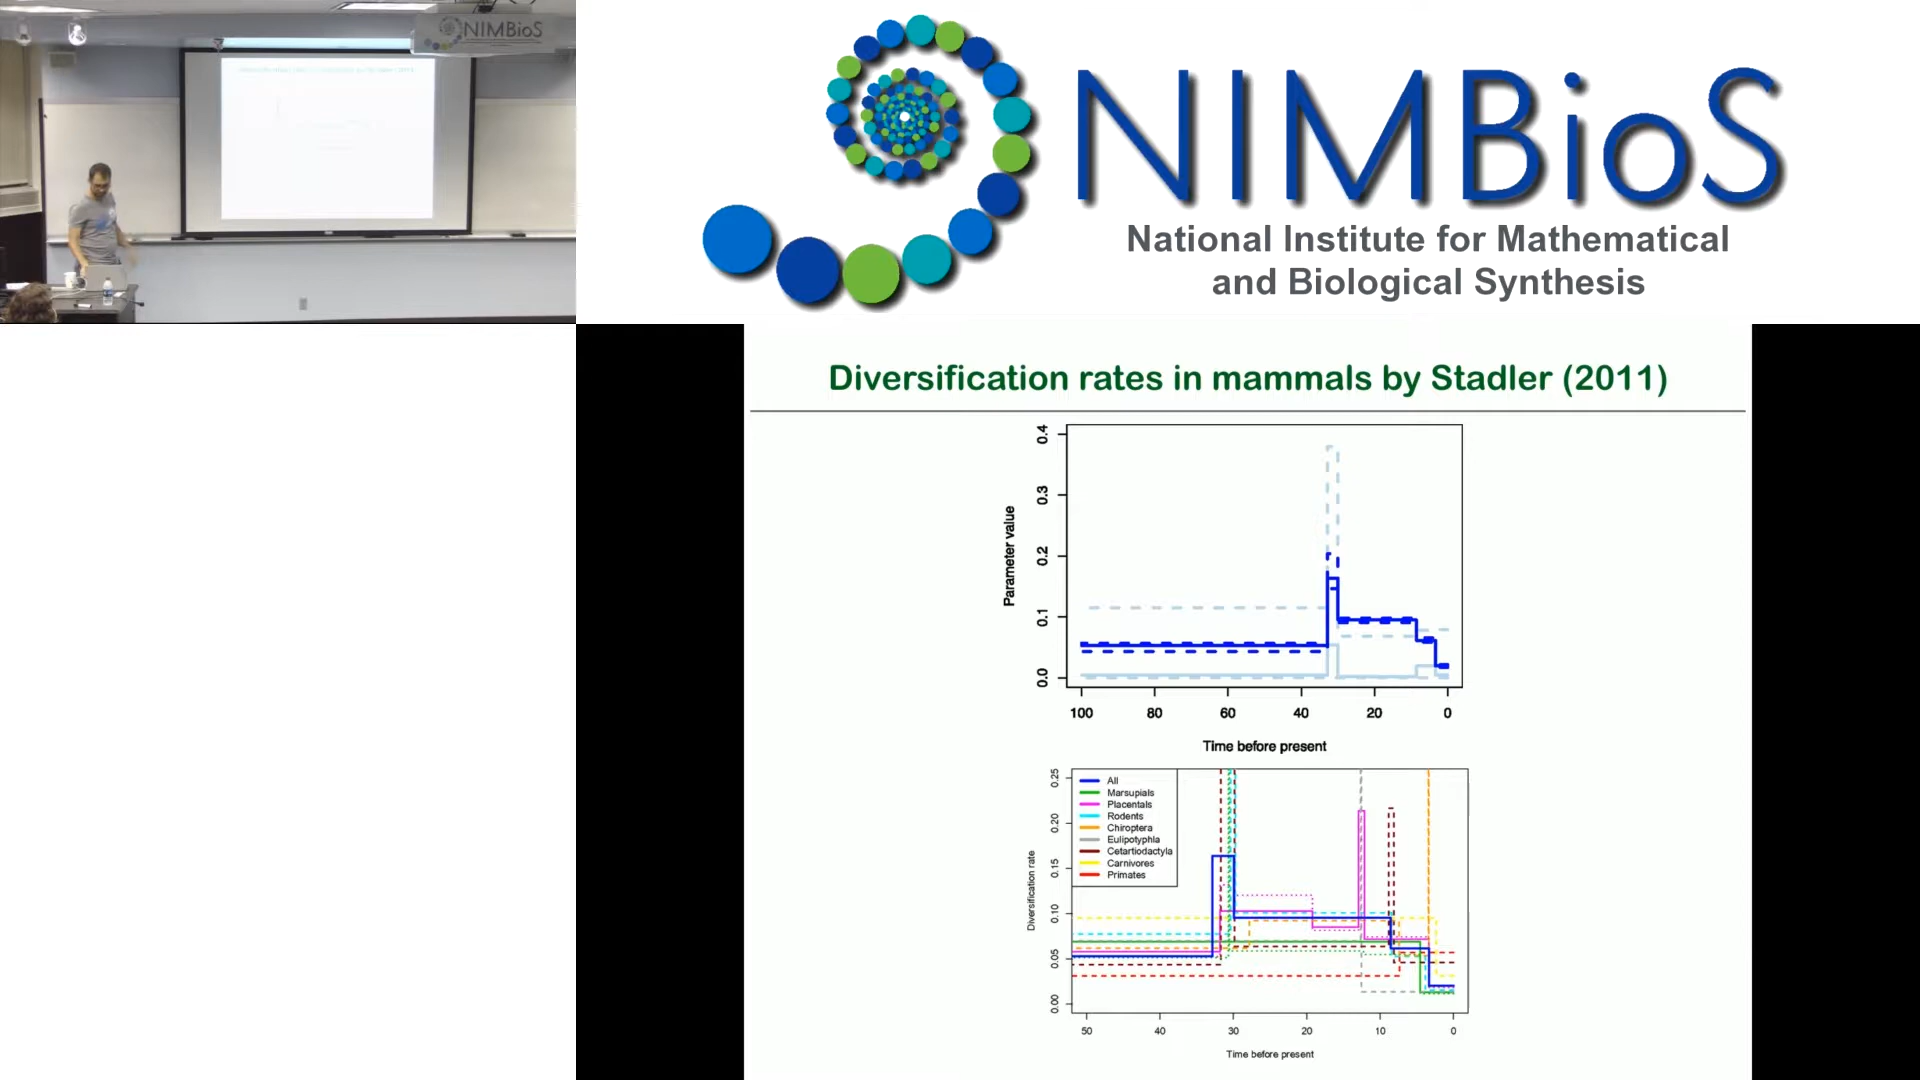 NIMBioS
NIMBioS
National Institute for Mathematical
and Biological Synthesis
Diversification rates in mammals by Stadler (2011)
Parameter value
0.4
0.3
0.2
0.1
0.0
100 80 60 40 20 0
Time before present
Diversification rate
0.25
0.20
0.15
0.10
0.05
0.00
All
Marsupials
Placentals
Rodents
Chiroptera
Eulipotyphla
Cetartiodactyla
Carnivores
Primates
50 40 30 20 10 0
Time before present